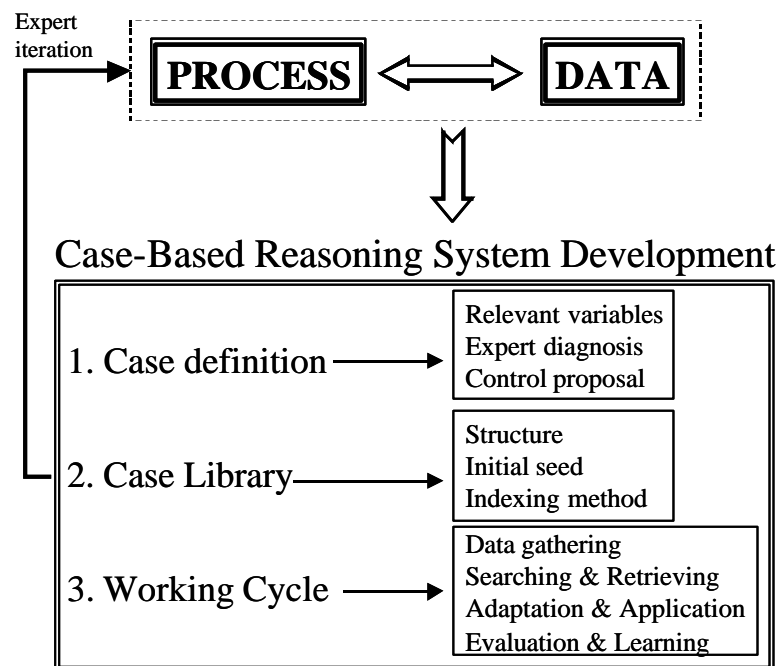 Expert
iteration
PROCESS
DATA
Case-Based Reasoning System Development
1. Case definition
Relevant variables
Expert diagnosis
Control proposal
2. Case Library
Structure
Initial seed
Indexing method
3. Working Cycle
Data gathering
Searching & Retrieving
Adaptation & Application
Evaluation & Learning